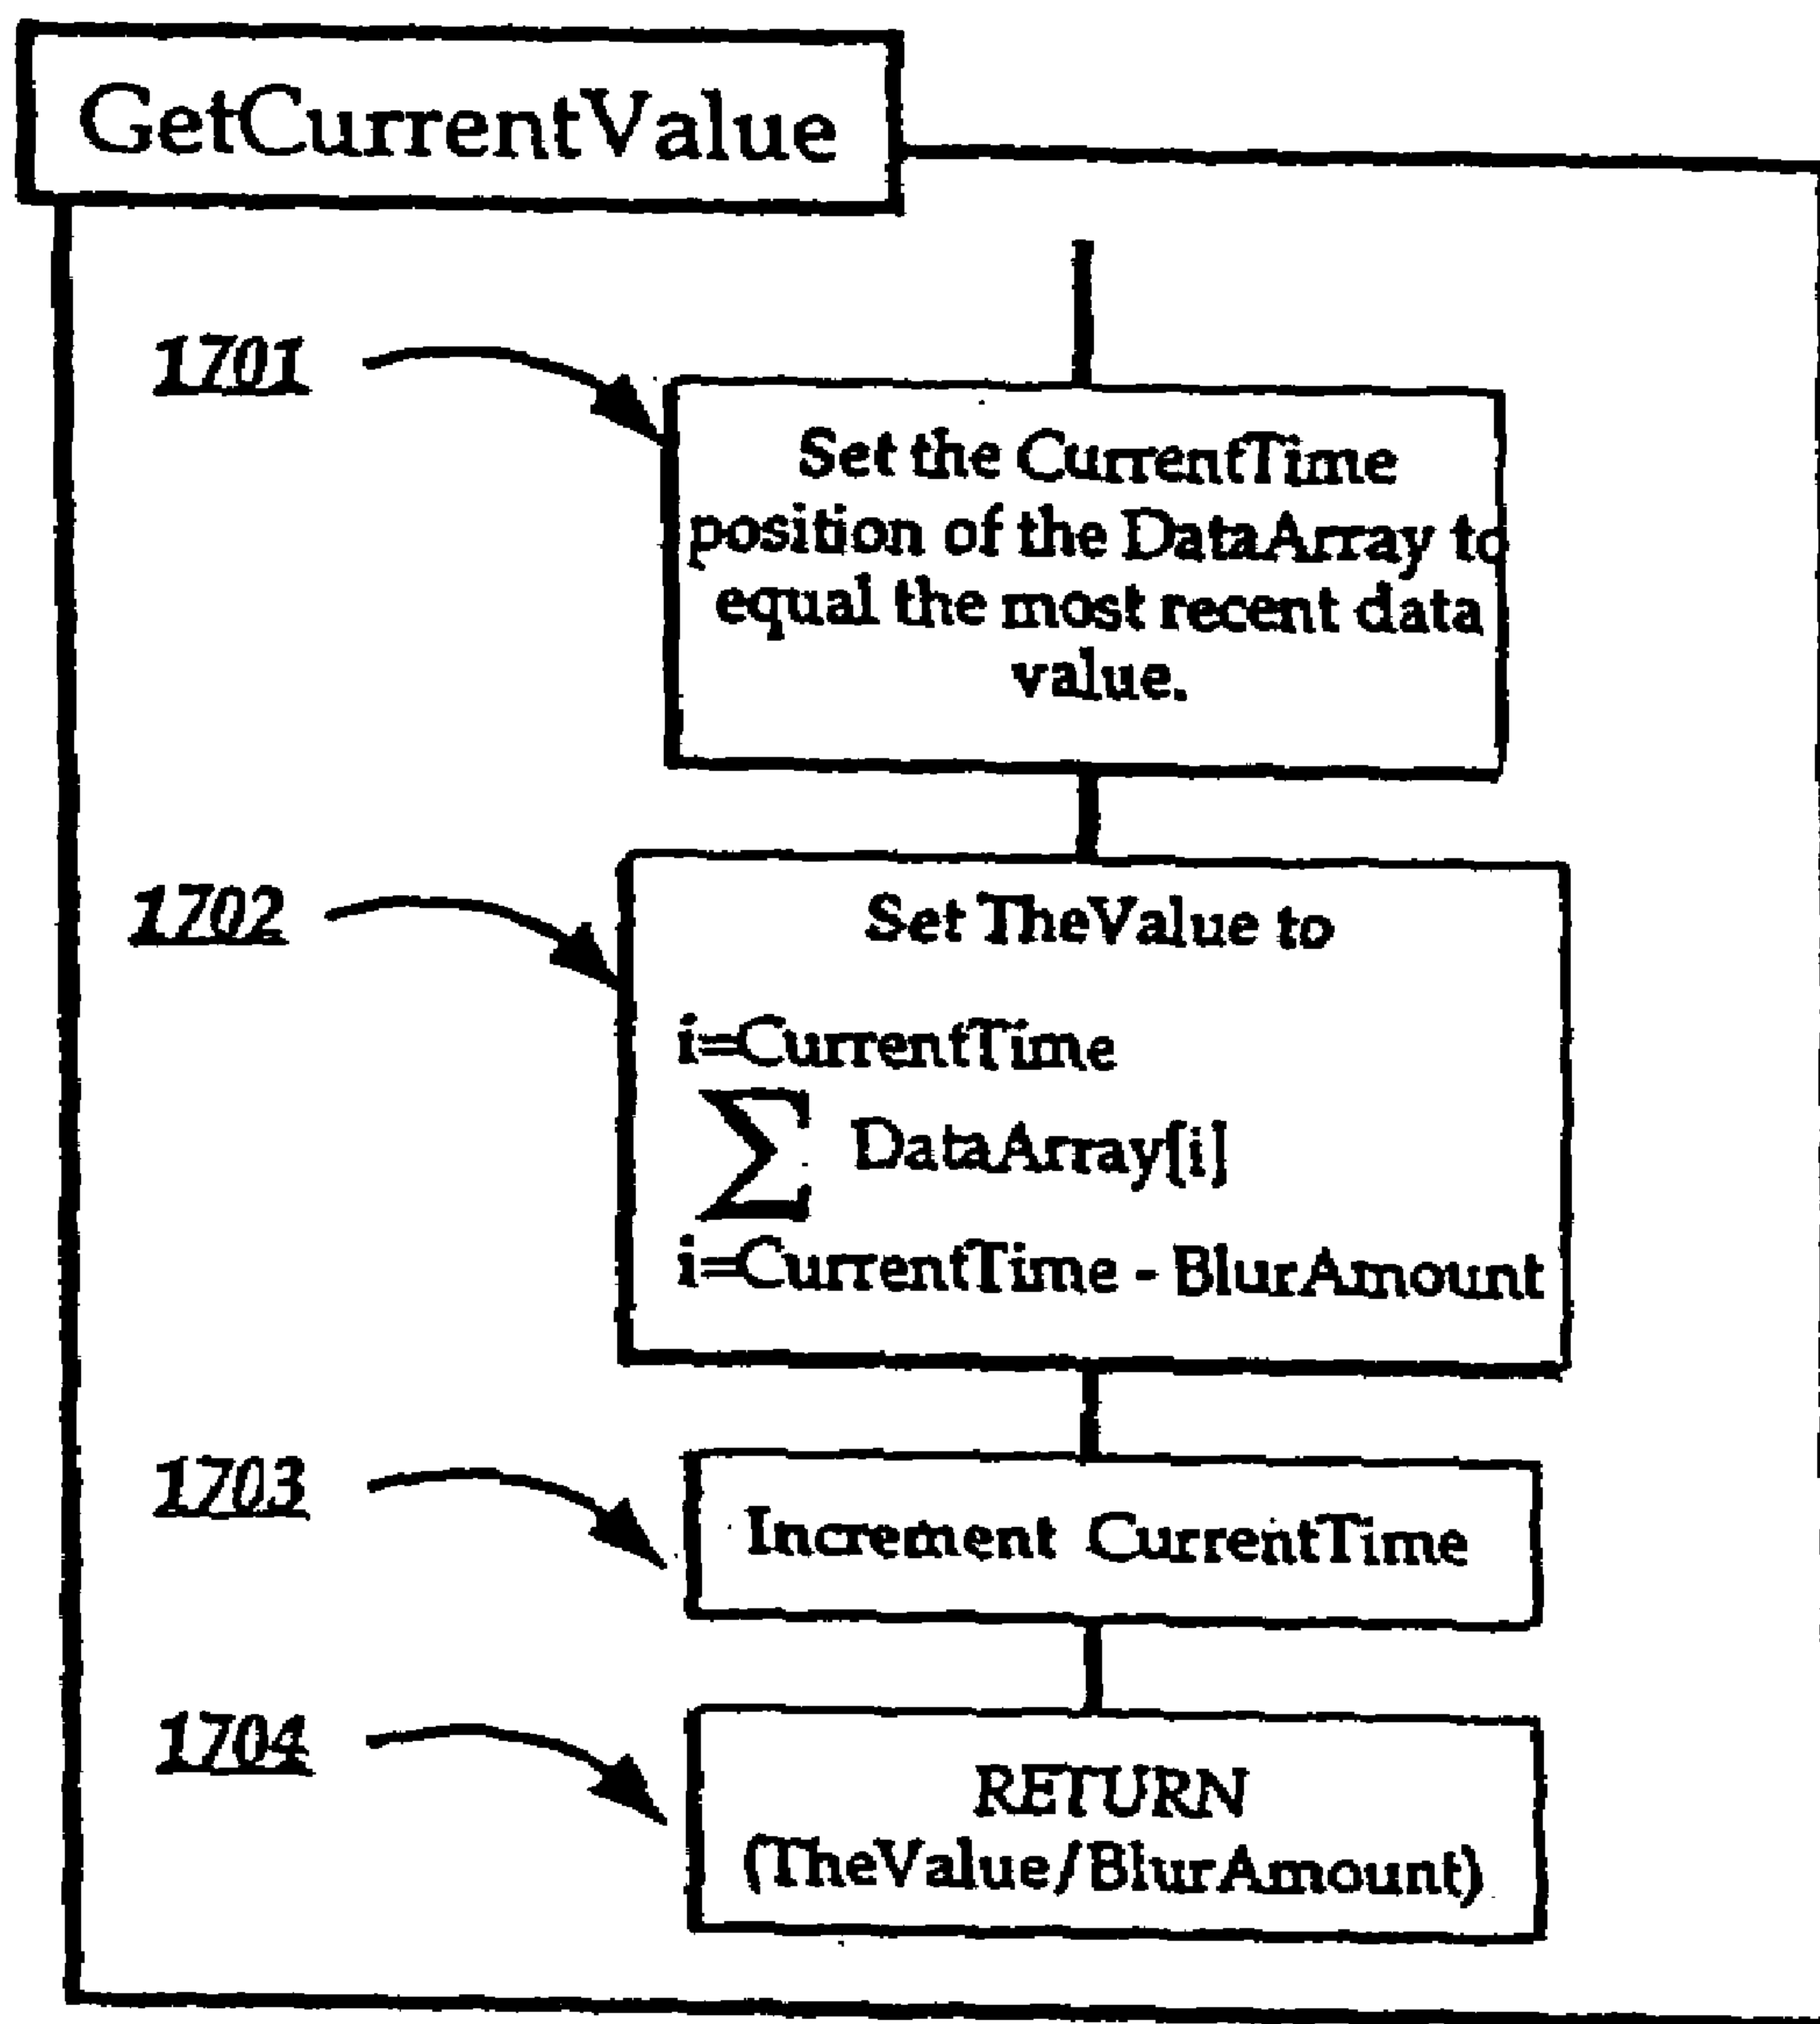 GetCurrentValue
1701
Set the CurrentTime
position of the DataArray to
equal the most recent data
value.
1702
Set TheValue to
i=CurrentTime
∑ DataArray[i]
i=CurrentTime - BlurAmount
1703
Increment CurrentTime
1704
RETURN
(TheValue/BlurAmount)